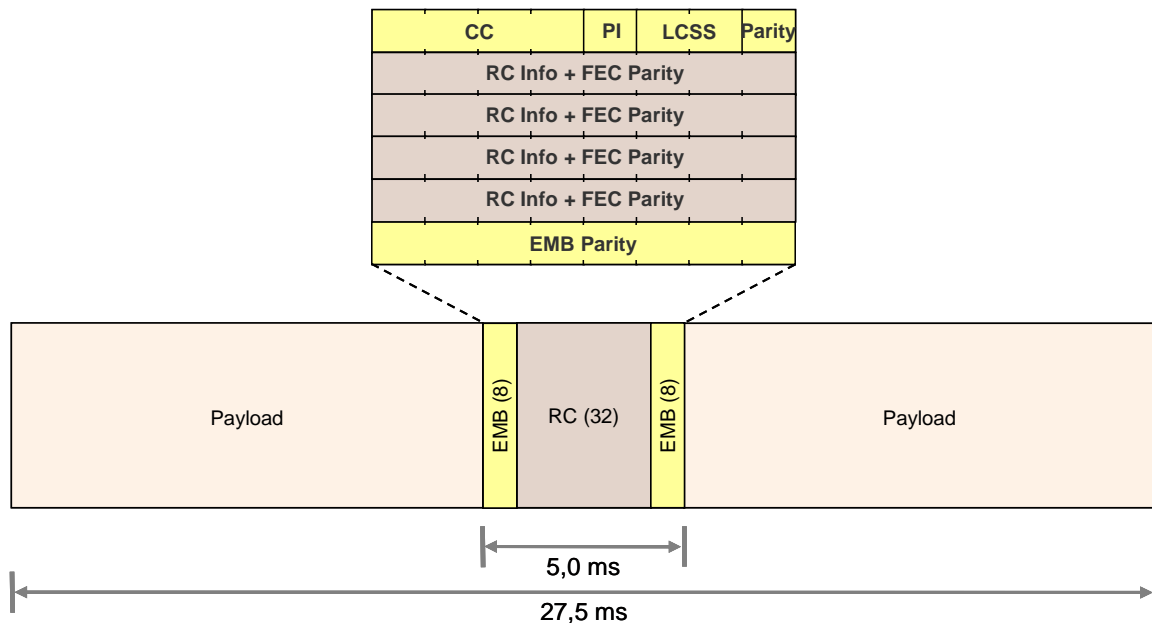 CC PI LCSS Parity
RC Info + FEC Parity
RC Info + FEC Parity
RC Info + FEC Parity
RC Info + FEC Parity
EMB Parity
Payload EMB (8) RC (32) EMB (8) Payload
5,0 ms
27,5 ms